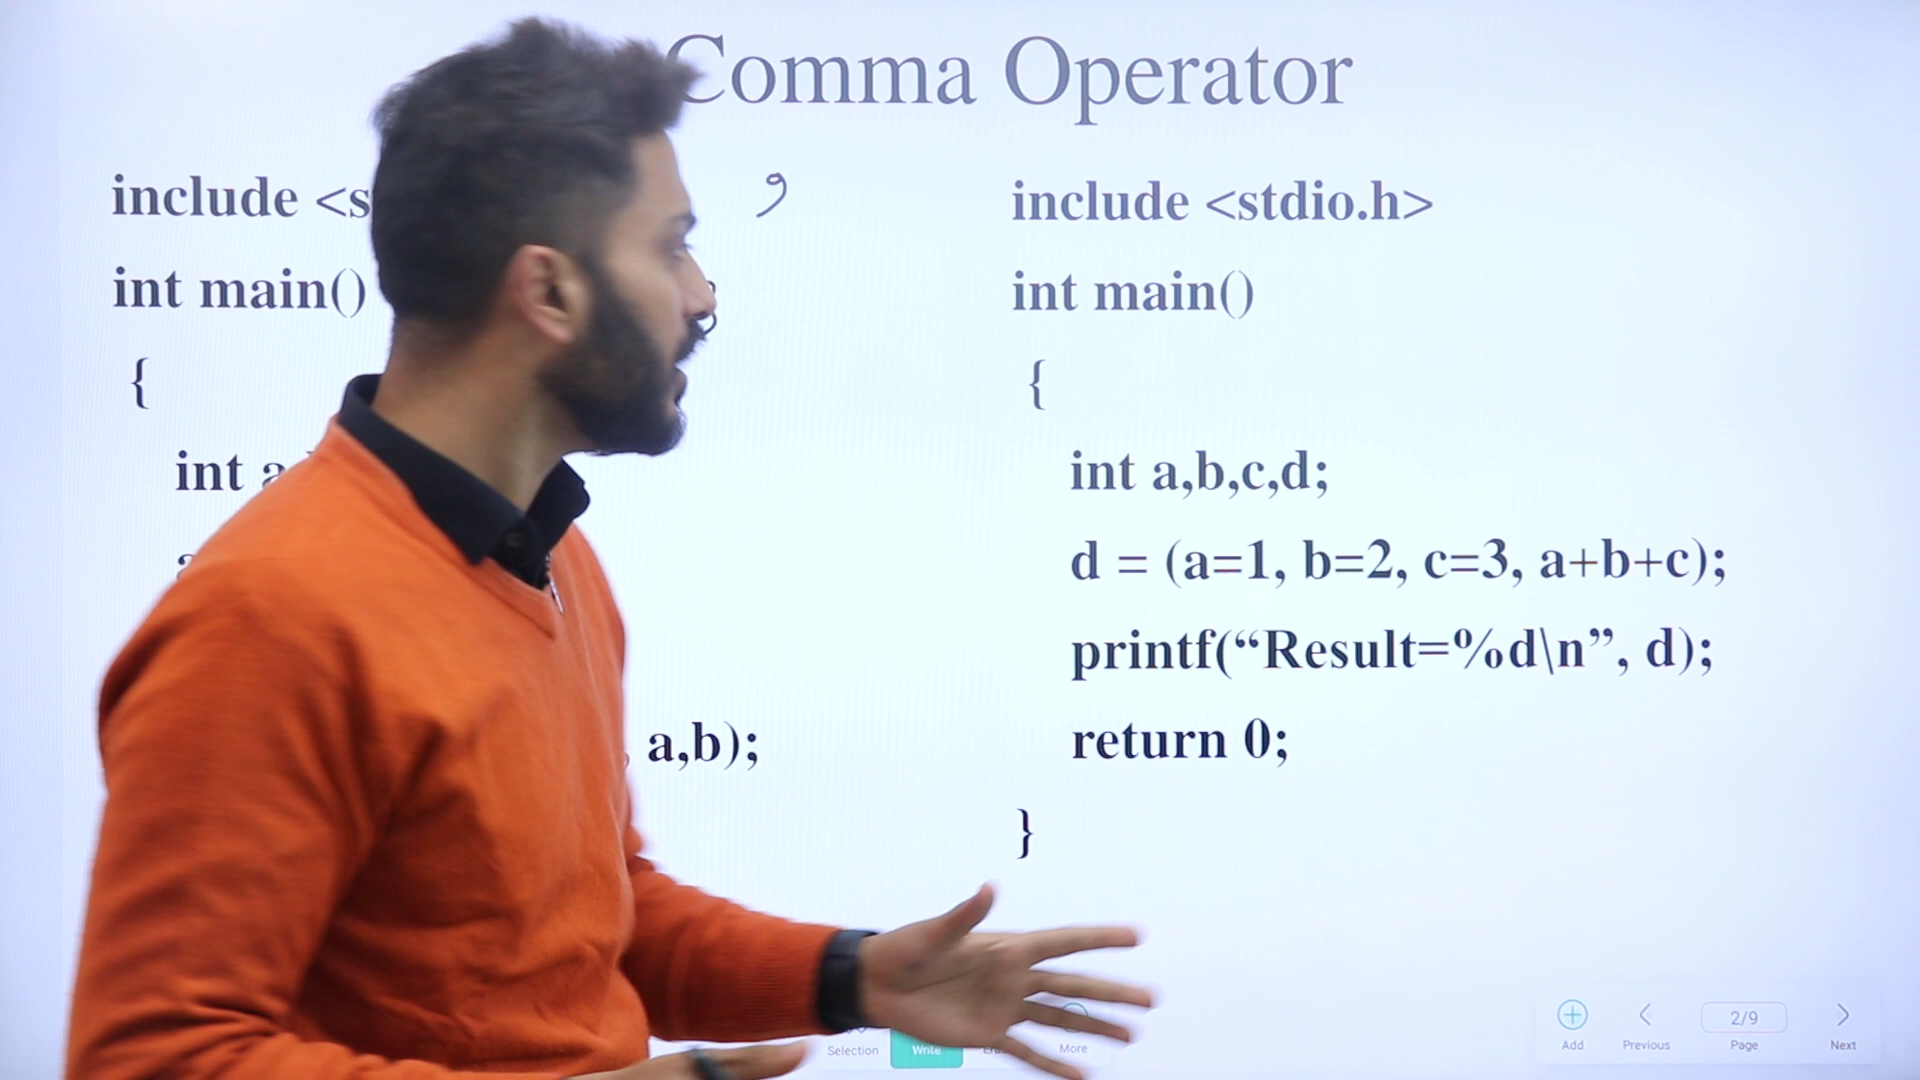 Comma Operator
include <s
int main()
{
int a
a,b);
,
include <stdio.h>
int main()
{
int a,b,c,d;
d = (a=1, b=2, c=3, a+b+c);
printf(“Result=%d\n”, d);
return 0;
}
Selection
Write
More
Add
Previous
2/9
Page
Next